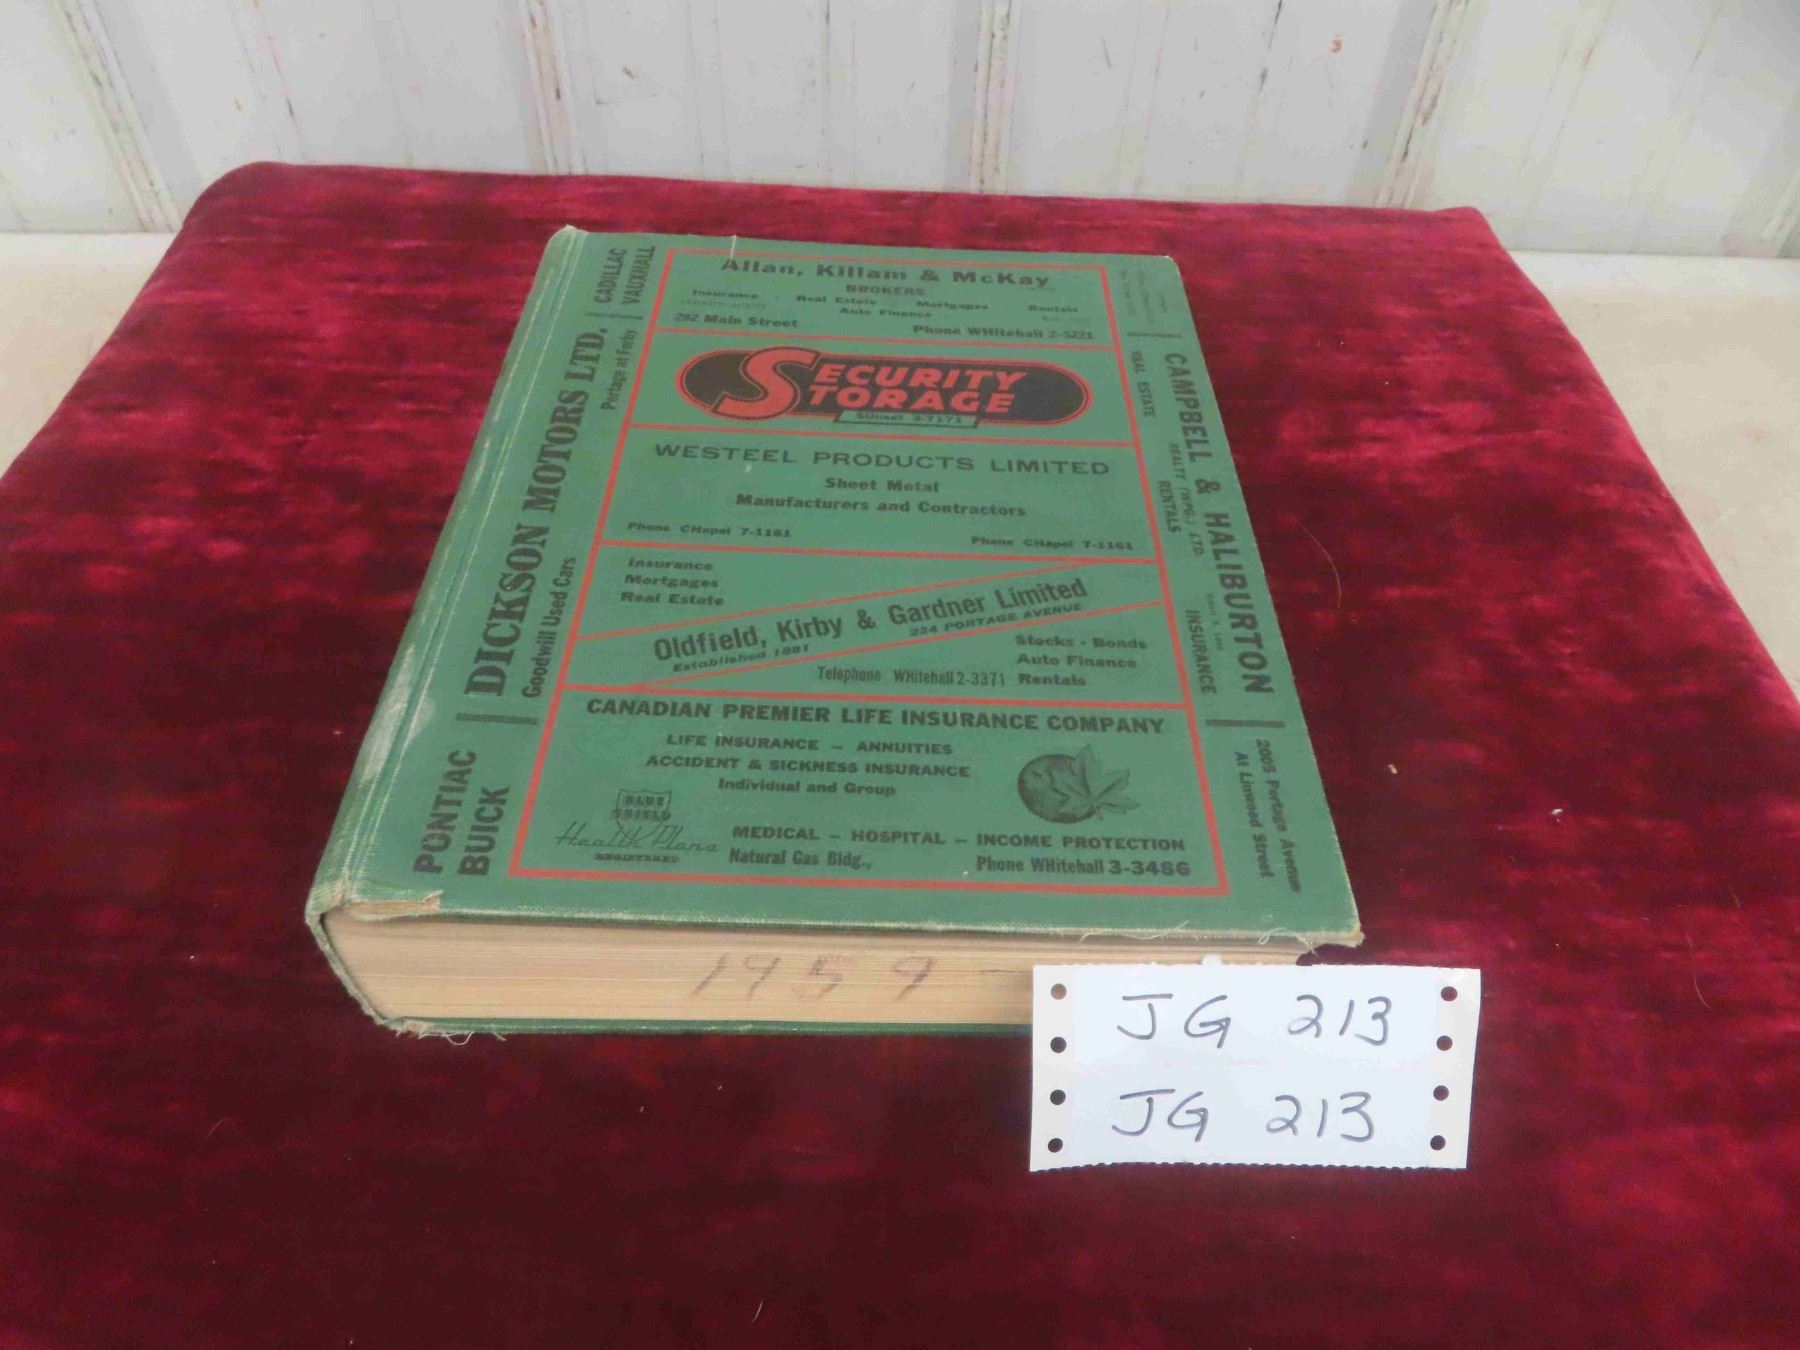 CADILLAC
VAUXHALL
Portage at Ferby
DICKSON MOTORS LTD.
Goodwill Used Cars
PONTIAC
BUICK
Allan, Killam & McKay
BROKERS
Insurance - Real Estate Mortgages Rentals
Auto Finance
292 Main Street Phone WHitehall 2-5221
SECURITY
STORAGE
SUnset 3-7171
WESTEEL PRODUCTS LIMITED
Sheet Metal
Manufacturers and Contractors
Phone CHapel 7-1161 Phone CHapel 7-1161
Insurance
Mortgages
Real Estate
Oldfield, Kirby & Gardner Limited
Established 1881 234 PORTAGE AVENUE
Stocks - Bonds
Auto Finance
Telephone WHitehall 2-3371 Rentals
CANADIAN PREMIER LIFE INSURANCE COMPANY
LIFE INSURANCE — ANNUITIES
ACCIDENT & SICKNESS INSURANCE
Individual and Group
BLUE
SHIELD
Health Plans
REGISTERED
MEDICAL — HOSPITAL — INCOME PROTECTION
Natural Gas Bldg., Phone WHitehall 3-3486
CAMPBELL & HALIBURTON
REALTY (WPG.) LTD.
REAL ESTATE
RENTALS
INSURANCE
2005 Portage Avenue
At Linwood Street
1959
JG 213
JG 213